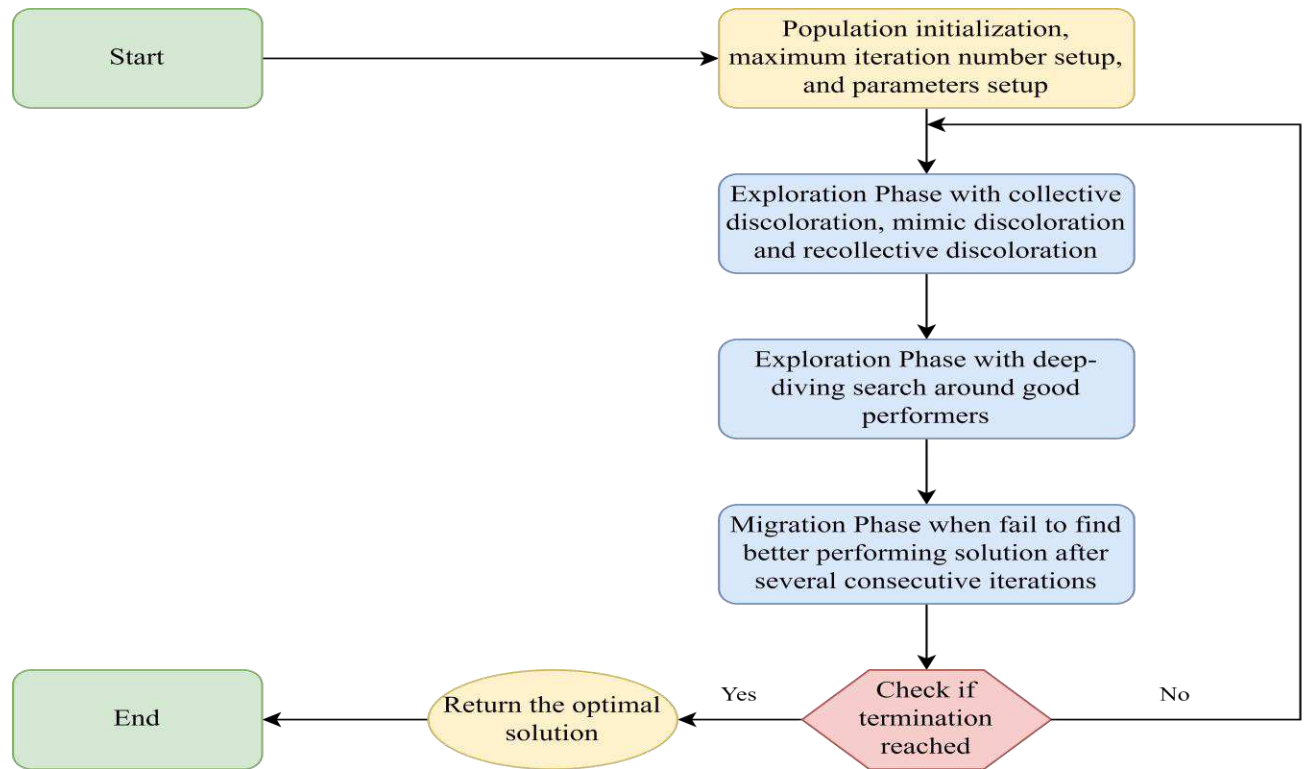 Start
Population initialization,
maximum iteration number setup,
and parameters setup
Exploration Phase with collective
discoloration, mimic discoloration
and recollective discoloration
Exploration Phase with deep-
diving search around good
performers
Migration Phase when fail to find
better performing solution after
several consecutive iterations
Check if
termination
reached
No
Yes
Return the optimal
solution
End